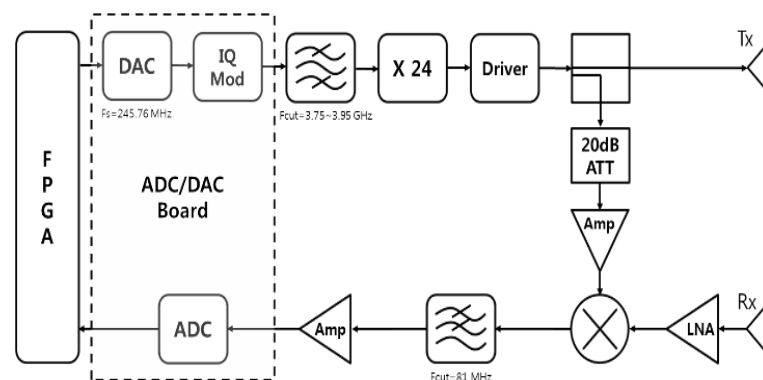 F
P
G
A
DAC
Fs=245.76 MHz
IQ
Mod
Fcut=3.75~3.95 GHz
X 24
Driver
Tx
20dB
ATT
Amp
ADC/DAC
Board
ADC
Amp
Fcut=81 MHz
LNA
Rx